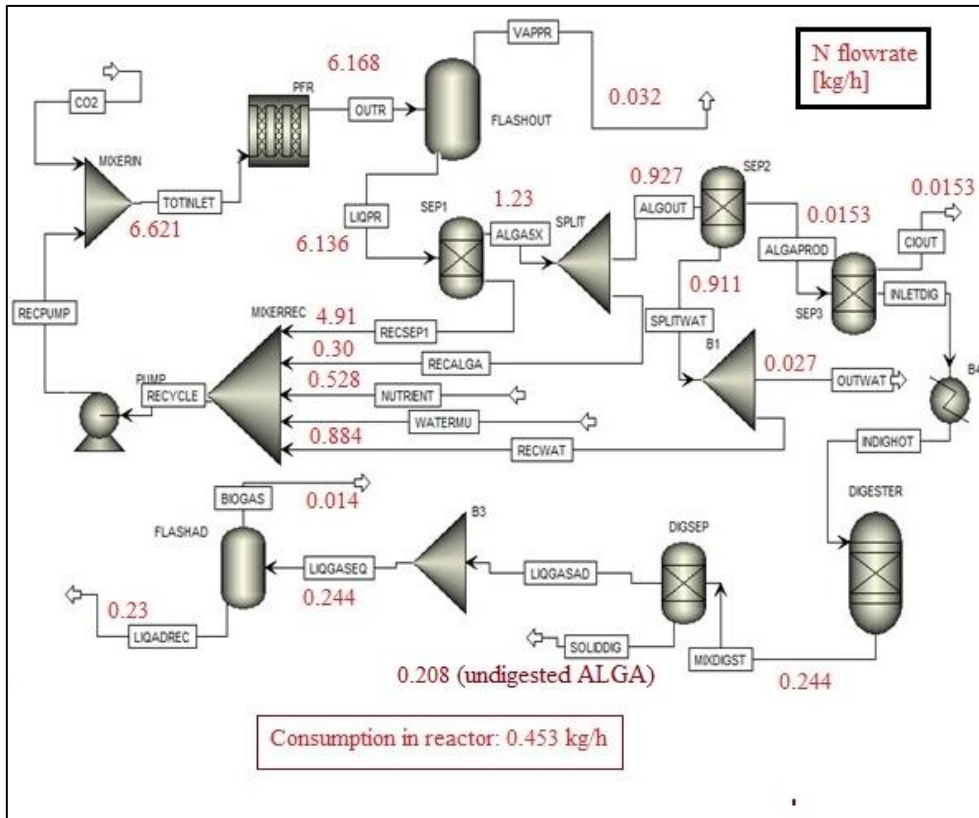 VAPPR
N flowrate
[kg/h]
CO2
6.168
PFR
OUTR
0.032
FLASHOUT
MIXERIN
TOTINLET
6.621
LIQPR
6.136
SEP1
1.23
ALGA5X
SPLIT
0.927
ALGOUT
SEP2
0.0153
0.0153
ALGAPROD
CIOUT
INLETDIG
SEP3
0.911
SPLITWAT
B1
0.027
OUTWAT
B4
RECPUMP
MIXERREC
4.91
RECSEP1
0.30
RECALGA
0.528
NUTRIENT
WATERMU
0.884
RECWAT
PUMP
RECYCLE
INDIGHOT
DIGESTER
BIOGAS
0.014
FLASHAD
B3
DIGSEP
LIQGASEQ
0.244
LIQGASAD
0.23
LIQADREC
SOLIDDIG
MIXDIGST
0.208 (undigested ALGA)
0.244
Consumption in reactor: 0.453 kg/h